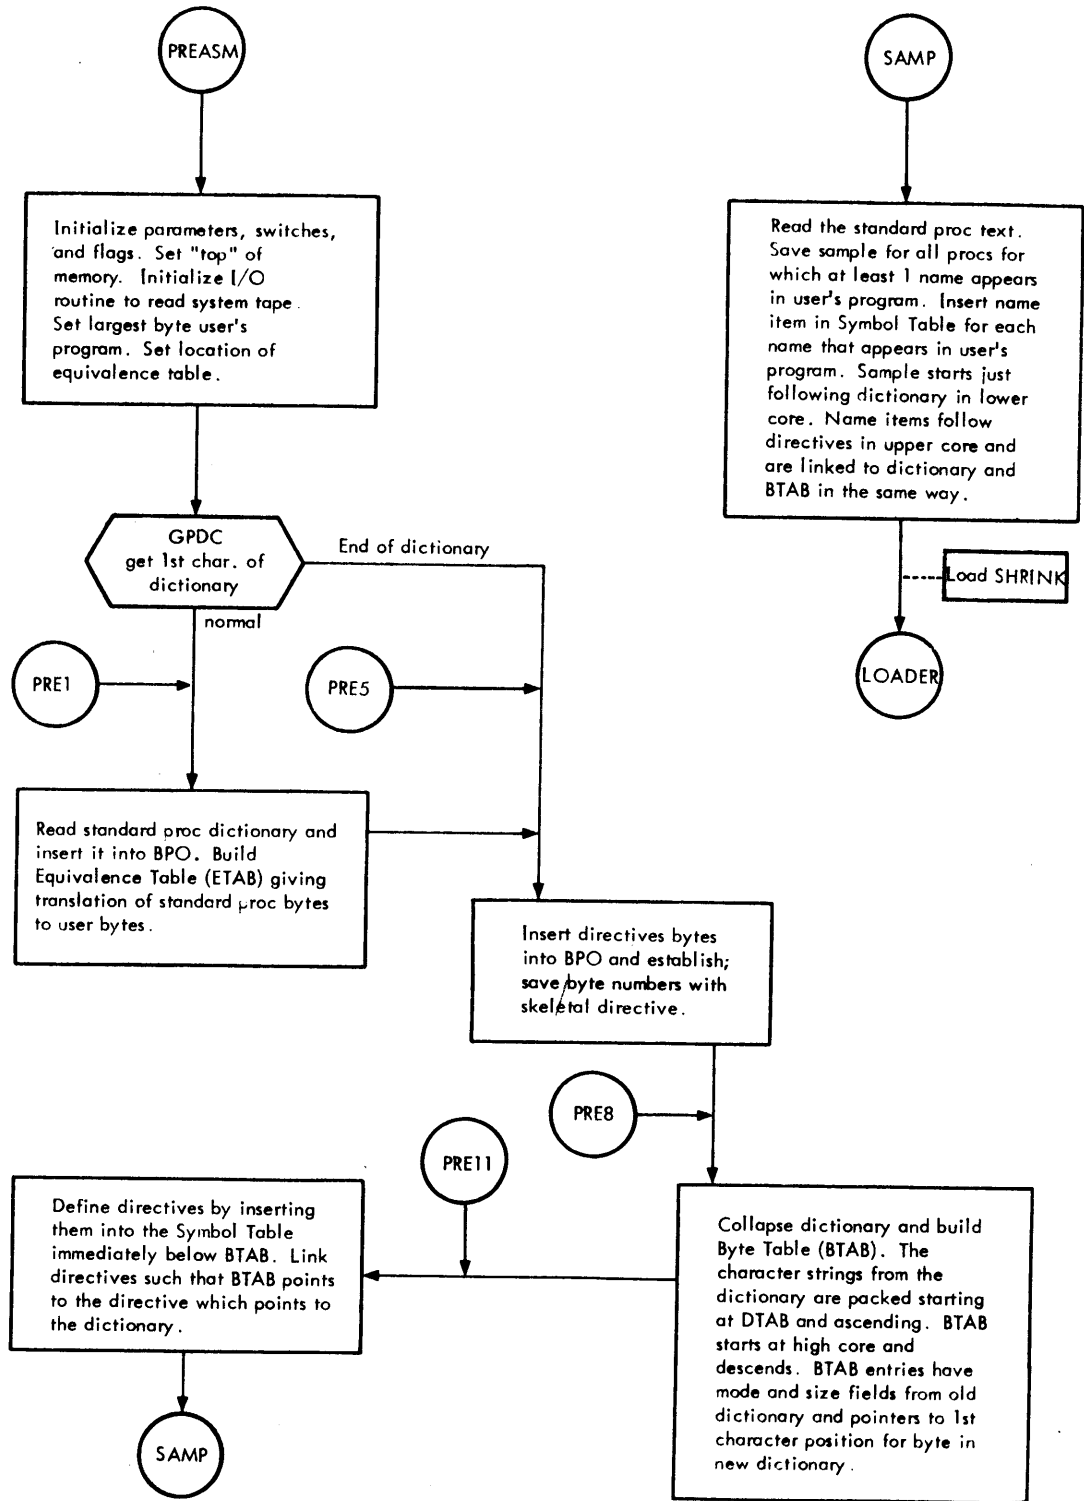 PREASM
Initialize parameters, switches,
and flags. Set "top" of
memory. Initialize I/O
routine to read system tape.
Set largest byte user's
program. Set location of
equivalence table.
GPDC
get 1st char. of
dictionary
End of dictionary
normal
PRE1
PRE5
Read standard proc dictionary and
insert it into BPO. Build
Equivalence Table (ETAB) giving
translation of standard proc bytes
to user bytes.
Insert directives bytes
into BPO and establish;
save byte numbers with
skeletal directive.
PRE8
PRE11
Collapse dictionary and build
Byte Table (BTAB). The
character strings from the
dictionary are packed starting
at DTAB and ascending. BTAB
starts at high core and
descends. BTAB entries have
mode and size fields from old
dictionary and pointers to 1st
character position for byte in
new dictionary.
Define directives by inserting
them into the Symbol Table
immediately below BTAB. Link
directives such that BTAB points
to the directive which points to
the dictionary.
SAMP
SAMP
Read the standard proc text.
Save sample for all procs for
which at least 1 name appears
in user's program. Insert name
item in Symbol Table for each
name that appears in user's
program. Sample starts just
following dictionary in lower
core. Name items follow
directives in upper core and
are linked to dictionary and
BTAB in the same way.
Load SHRINK
LOADER